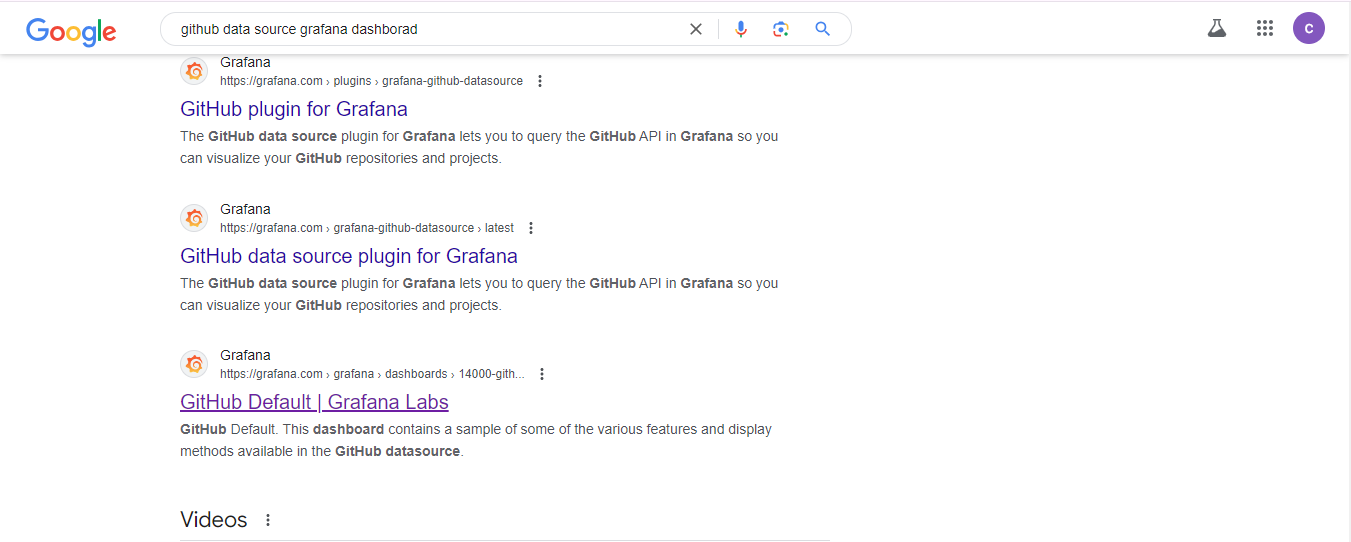 Google
github data source grafana dashborad
C
Grafana
https://grafana.com › plugins › grafana-github-datasource
GitHub plugin for Grafana
The GitHub data source plugin for Grafana lets you to query the GitHub API in Grafana so you
can visualize your GitHub repositories and projects.
Grafana
https://grafana.com › grafana-github-datasource › latest
GitHub data source plugin for Grafana
The GitHub data source plugin for Grafana lets you to query the GitHub API in Grafana so you
can visualize your GitHub repositories and projects.
Grafana
https://grafana.com › grafana › dashboards › 14000-gith...
GitHub Default | Grafana Labs
GitHub Default. This dashboard contains a sample of some of the various features and display
methods available in the GitHub datasource.
Videos